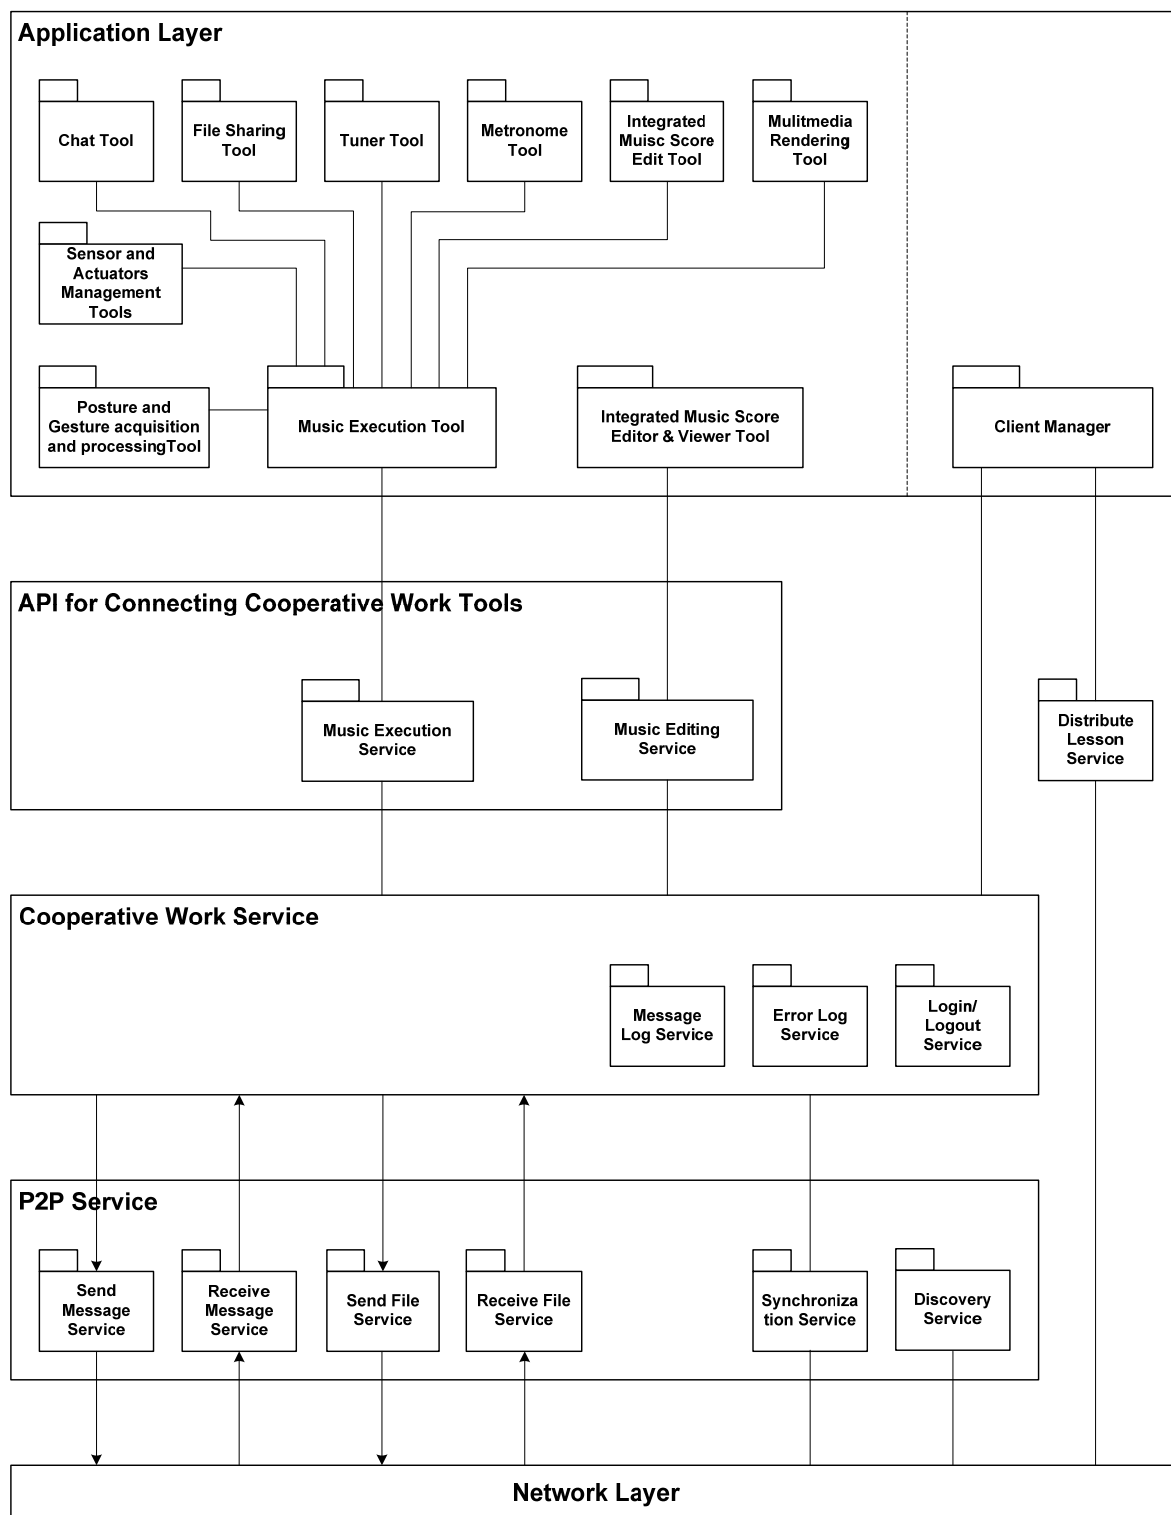 Application Layer
Chat Tool
File Sharing
Tool
Tuner Tool
Metronome
Tool
Integrated
Muisc Score
Edit Tool
Mulitmedia
Rendering
Tool
Sensor and
Actuators
Management
Tools
Posture and
Gesture acquisition
and processingTool
Music Execution Tool
Integrated Music Score
Editor & Viewer Tool
Client Manager
API for Connecting Cooperative Work Tools
Music Execution
Service
Music Editing
Service
Distribute
Lesson
Service
Cooperative Work Service
Message
Log Service
Error Log
Service
Login/
Logout
Service
P2P Service
Send
Message
Service
Receive
Message
Service
Send File
Service
Receive File
Service
Synchroniza
tion Service
Discovery
Service
Network Layer